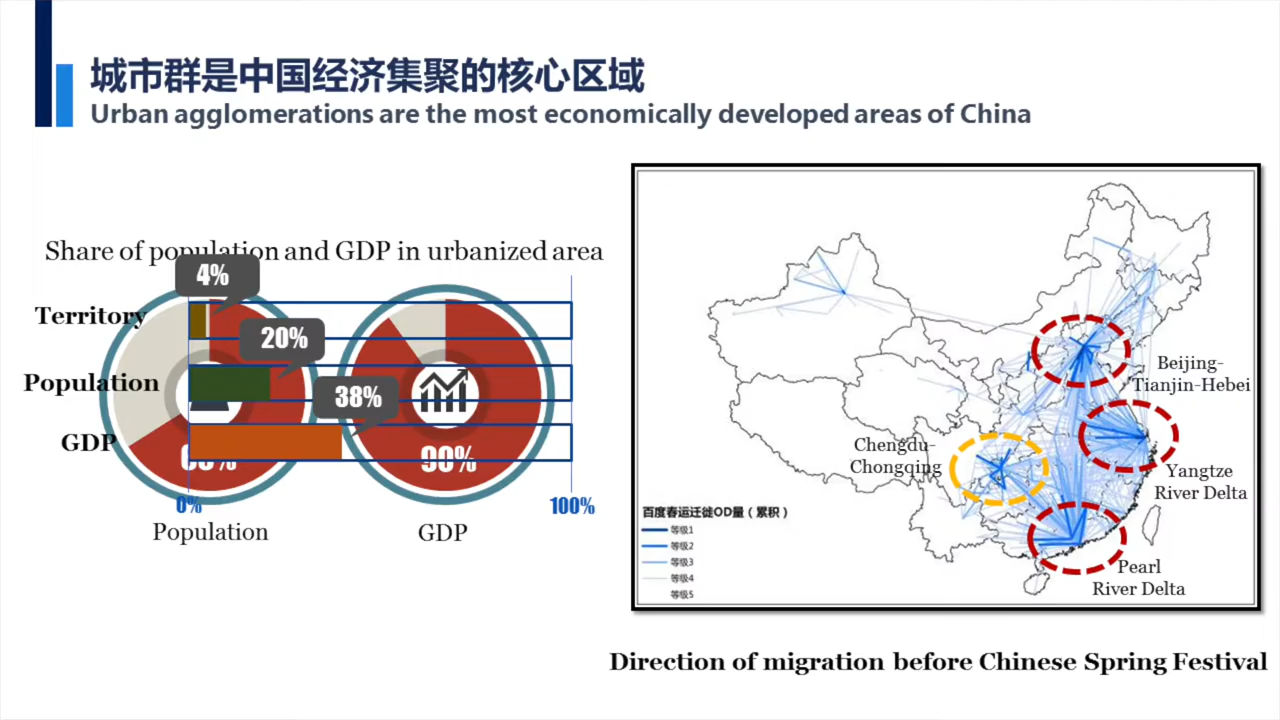 城市群是中国经济集聚的核心区域
Urban agglomerations are the most economically developed areas of China
Share of population and GDP in urbanized area
4%
Territory
20%
Population
38%
GDP
90%
0%
100%
Population
GDP
Beijing-
Tianjin-Hebei
Chengdu-
Chongqing
Yangtze
River Delta
Pearl
River Delta
百度春运迁徙OD量（累积）
等级1
等级2
等级3
等级4
等级5
Direction of migration before Chinese Spring Festival